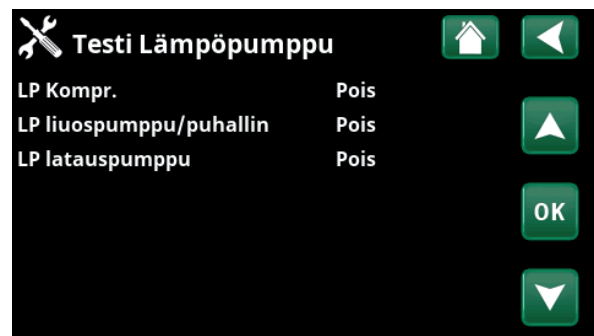 Testi Lämpöpumppu
LP Kompr. Pois
LP liuospumppu/puhallin Pois
LP latauspumppu Pois
OK